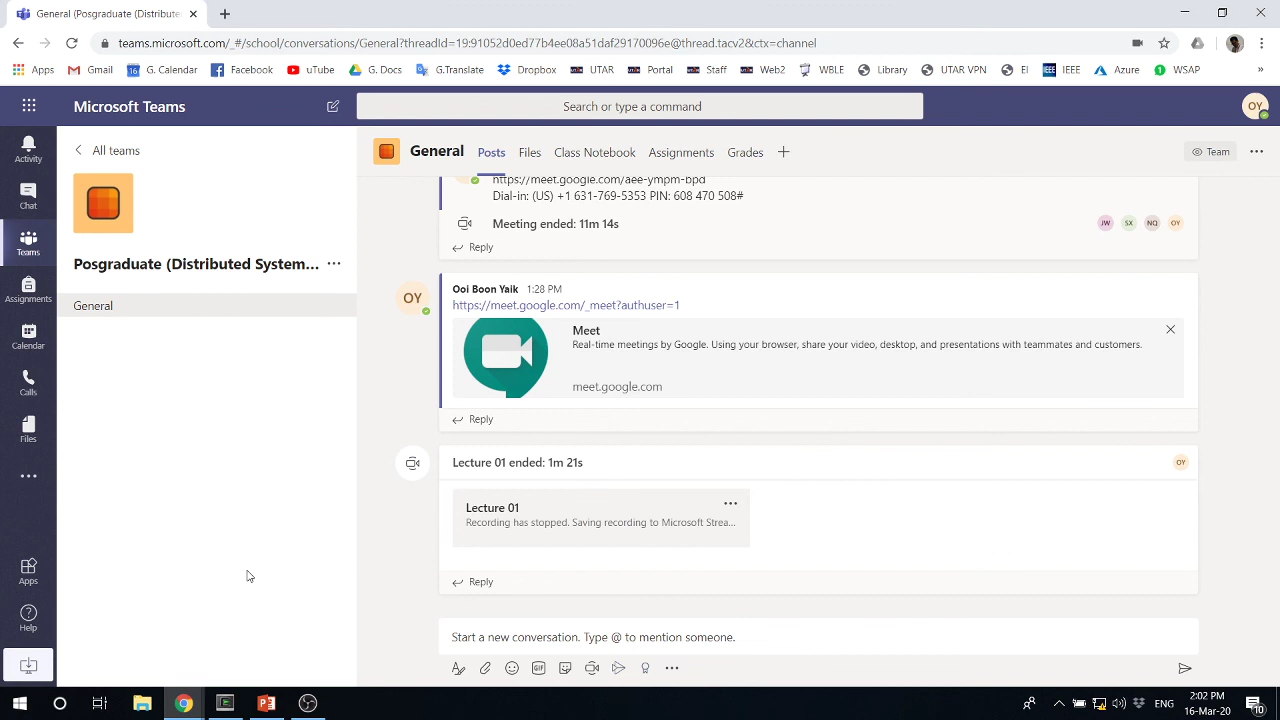 General (Postgraduate (Distribute
teams.microsoft.com/_#/school/conversations/General?threadId=19:91052d0ed77b4ee08a51daf29170096e@thread.tacv2&ctx=channel
Apps Gmail G. Calendar Facebook uTube G. Docs G.Translate Dropbox UTAR Portal Staff Web2 WBLE Library UTAR VPN EI IEEE Azure WSAP »
Microsoft Teams
Search or type a command
OY
Activity
Chat
Teams
Assignments
Calendar
Calls
Files
Apps
Help
All teams
Posgraduate (Distributed System...
General
General Posts Files Class Notebook Assignments Grades
Team
https://meet.google.com/aee-ympm-bpd
Dial-in: (US) +1 631-769-5353 PIN: 608 470 508#
Meeting ended: 11m 14s
JW SX NQ OY
Reply
OY
Ooi Boon Yaik 1:28 PM
https://meet.google.com/_meet?authuser=1
Meet
Real-time meetings by Google. Using your browser, share your video, desktop, and presentations with teammates and customers.
meet.google.com
Reply
Lecture 01 ended: 1m 21s
OY
Lecture 01
Recording has stopped. Saving recording to Microsoft Strea...
Reply
Start a new conversation. Type @ to mention someone.
GIF
ENG
2:02 PM
16-Mar-20
10